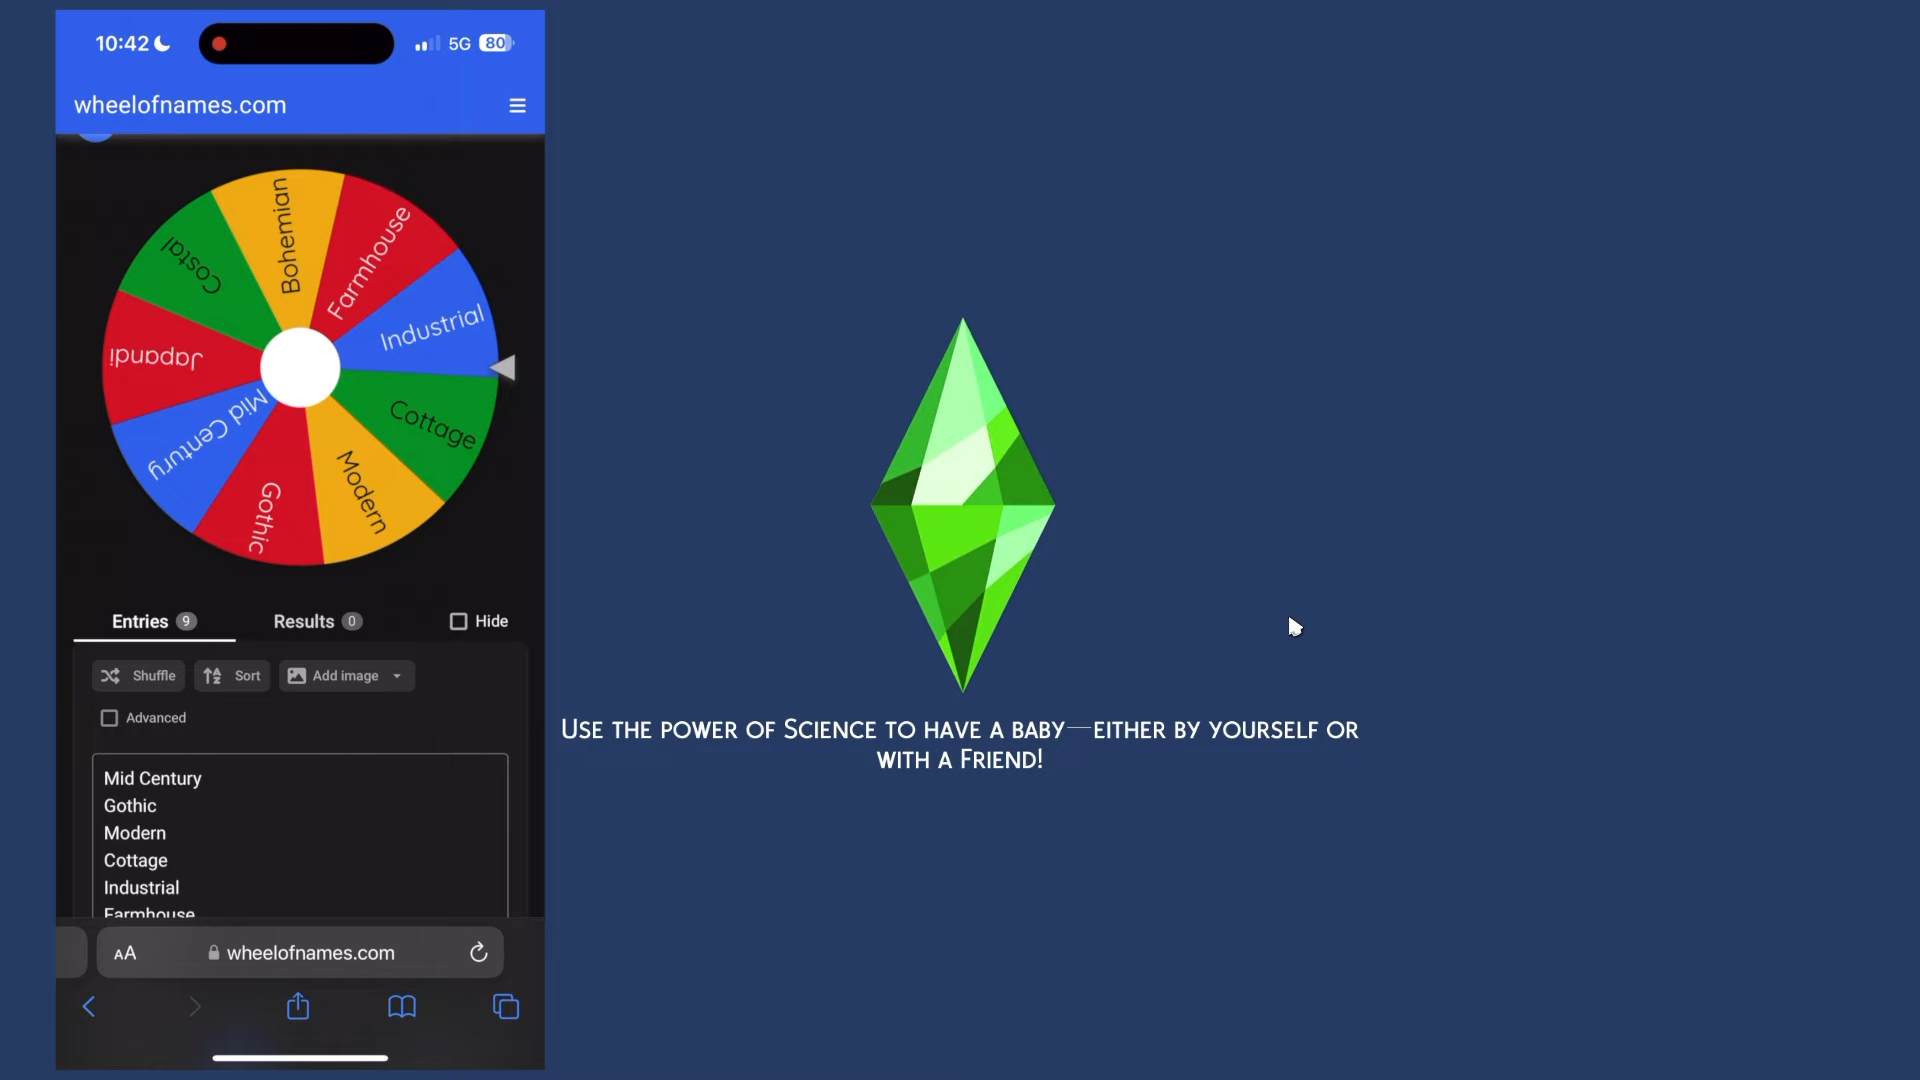 10:42
5G
80
wheelofnames.com
Bohemian
Farmhouse
Industrial
Cottage
Modern
Gothic
Mid Century
Japandi
Costal
Entries 9
Results 0
Hide
Shuffle
Sort
Add image
Advanced
Mid Century
Gothic
Modern
Cottage
Industrial
Farmhouse
AA
wheelofnames.com
USE THE POWER OF SCIENCE TO HAVE A BABY—EITHER BY YOURSELF OR
WITH A FRIEND!